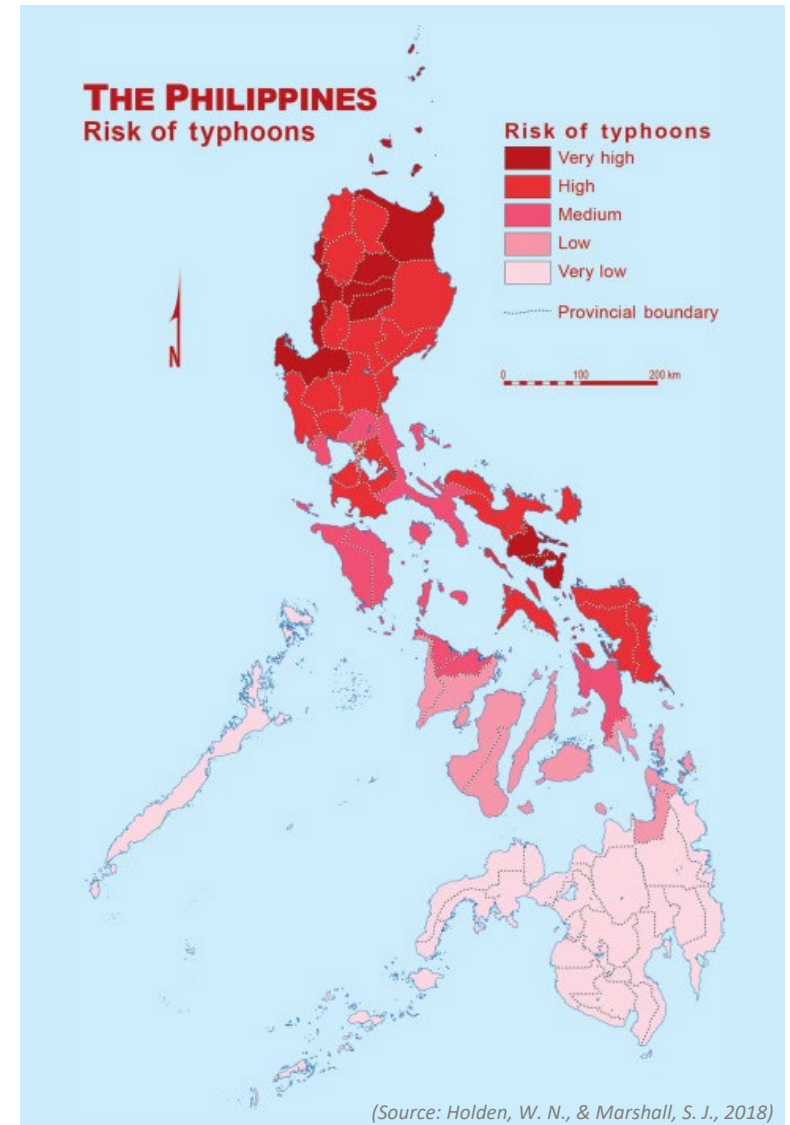 THE PHILIPPINES
Risk of typhoons
Risk of typhoons
Very high
High
Medium
Low
Very low
Provincial boundary
N
0 100 200 km
(Source: Holden, W. N., & Marshall, S. J., 2018)